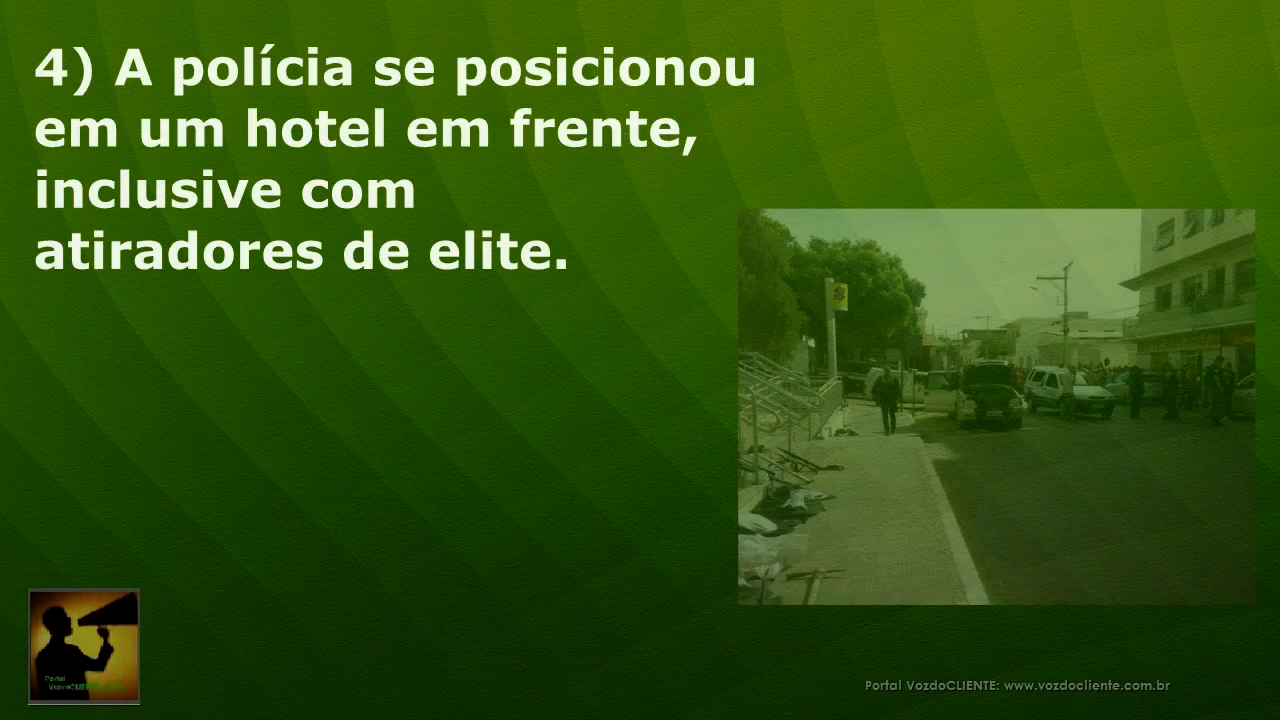 4) A polícia se posicionou
em um hotel em frente,
inclusive com
atiradores de elite.
Portal
Portal VozdoCLIENTE: www.vozdocliente.com.br